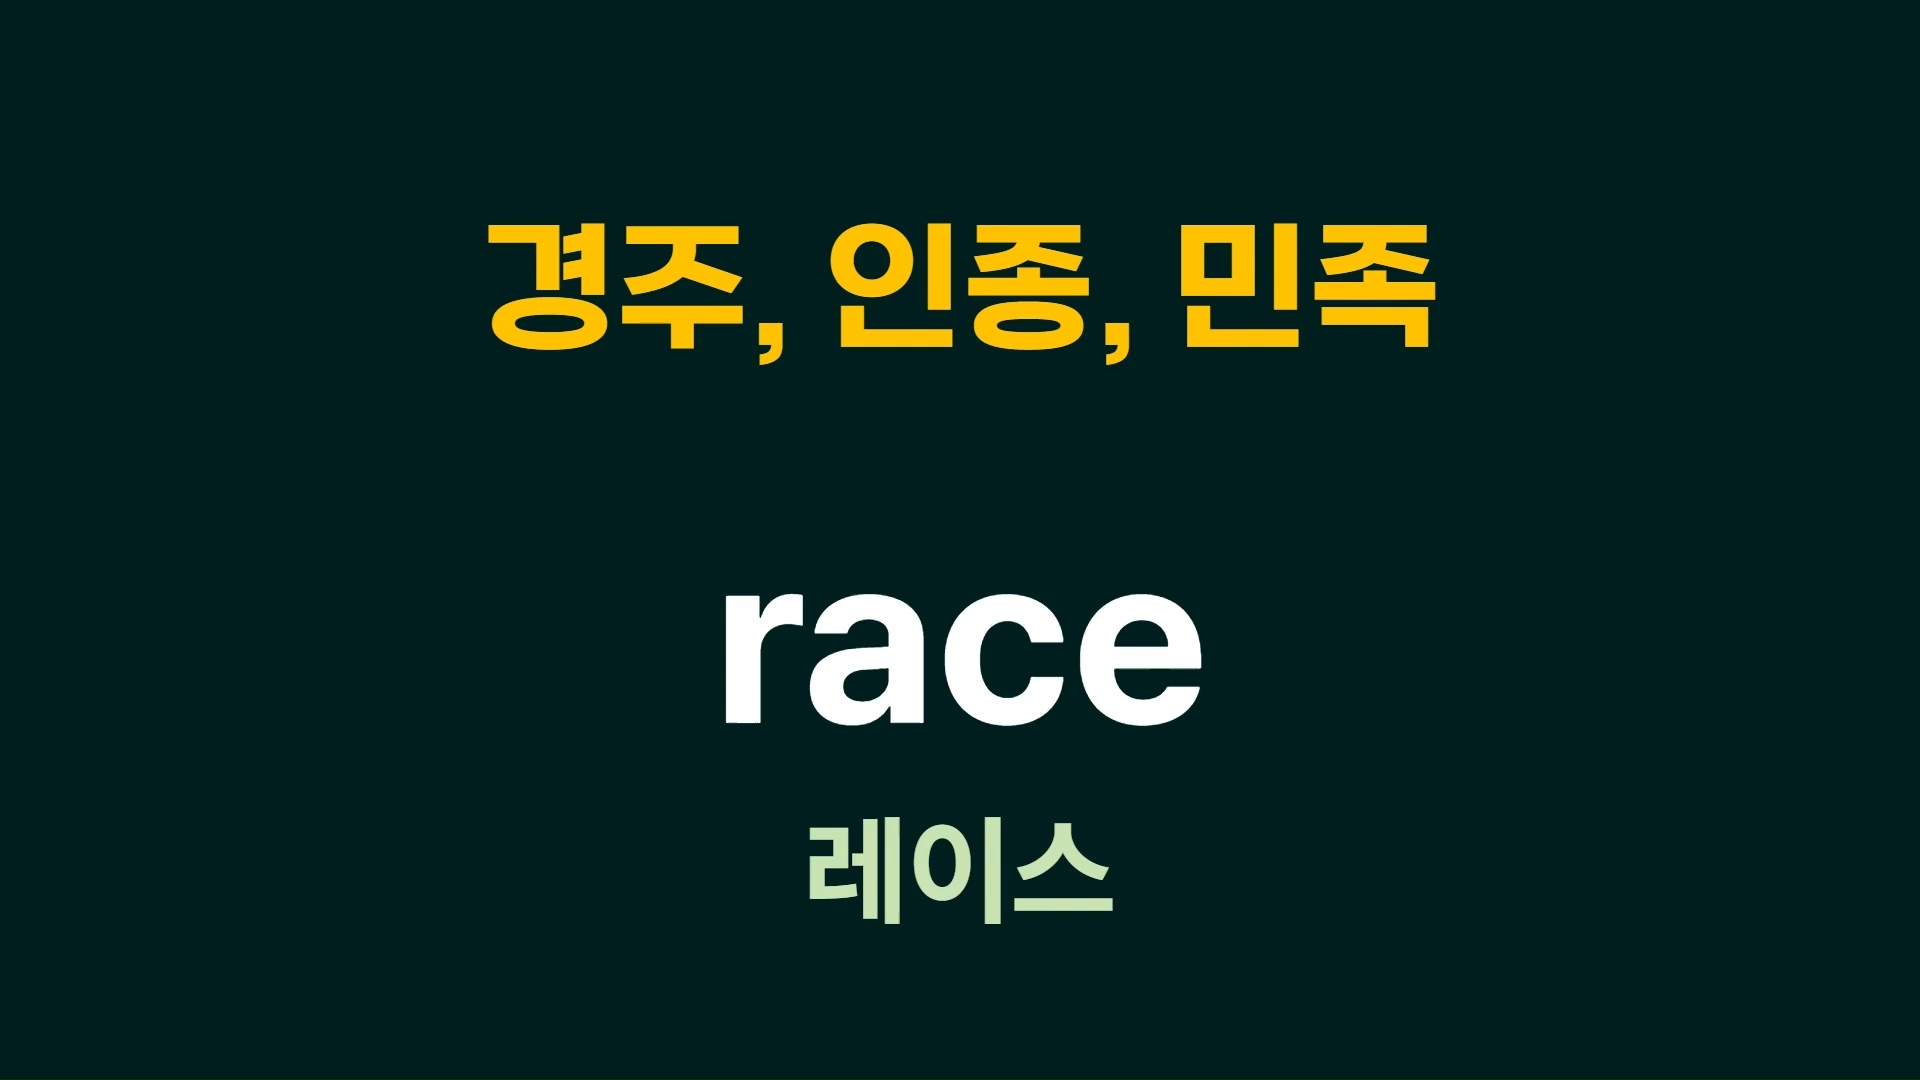 경주, 인종, 민족
race
레이스